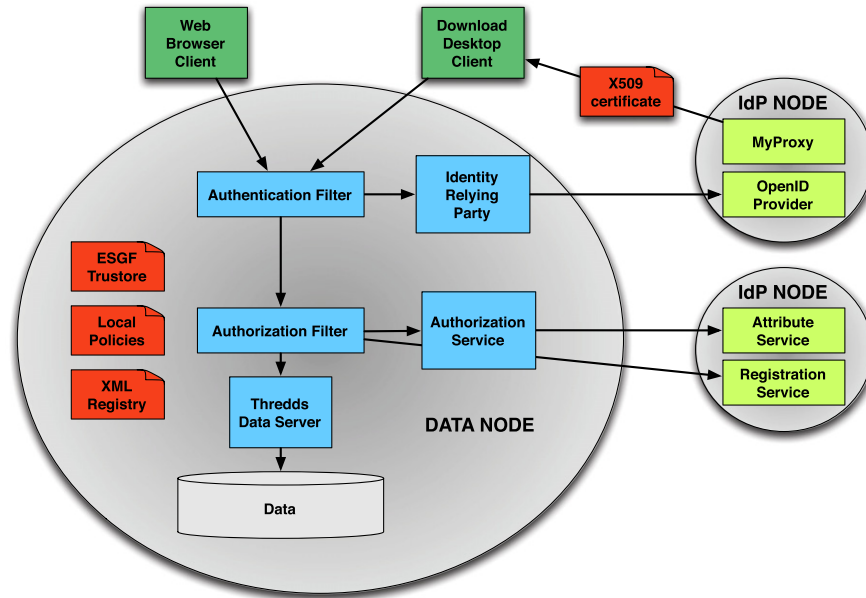 Web
Browser
Client
Download
Desktop
Client
X509
certificate
IdP NODE
MyProxy
OpenID
Provider
Authentication Filter
Identity
Relying
Party
ESGF
Trustore
Local
Policies
XML
Registry
Authorization Filter
Authorization
Service
IdP NODE
Attribute
Service
Registration
Service
Thredds
Data Server
DATA NODE
Data